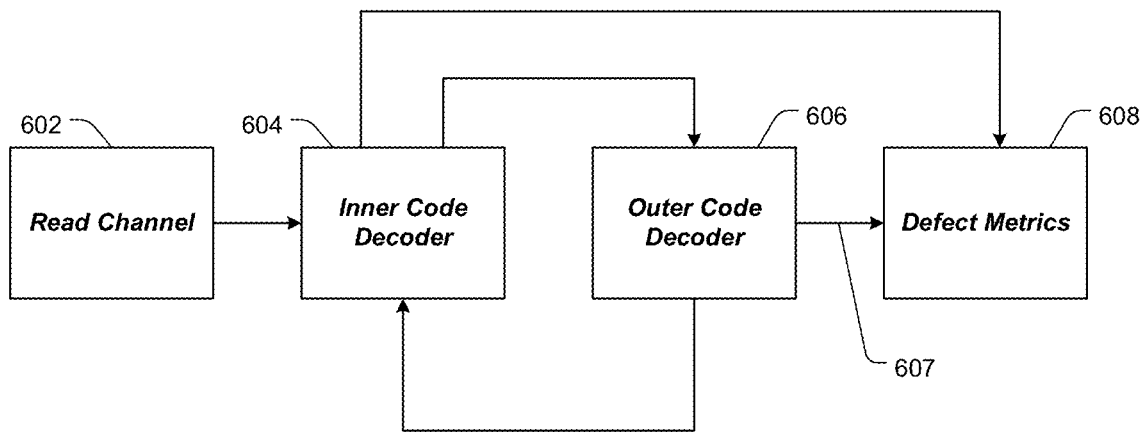 602
604
606
608
Read Channel
Inner Code
Decoder
Outer Code
Decoder
Defect Metrics
607